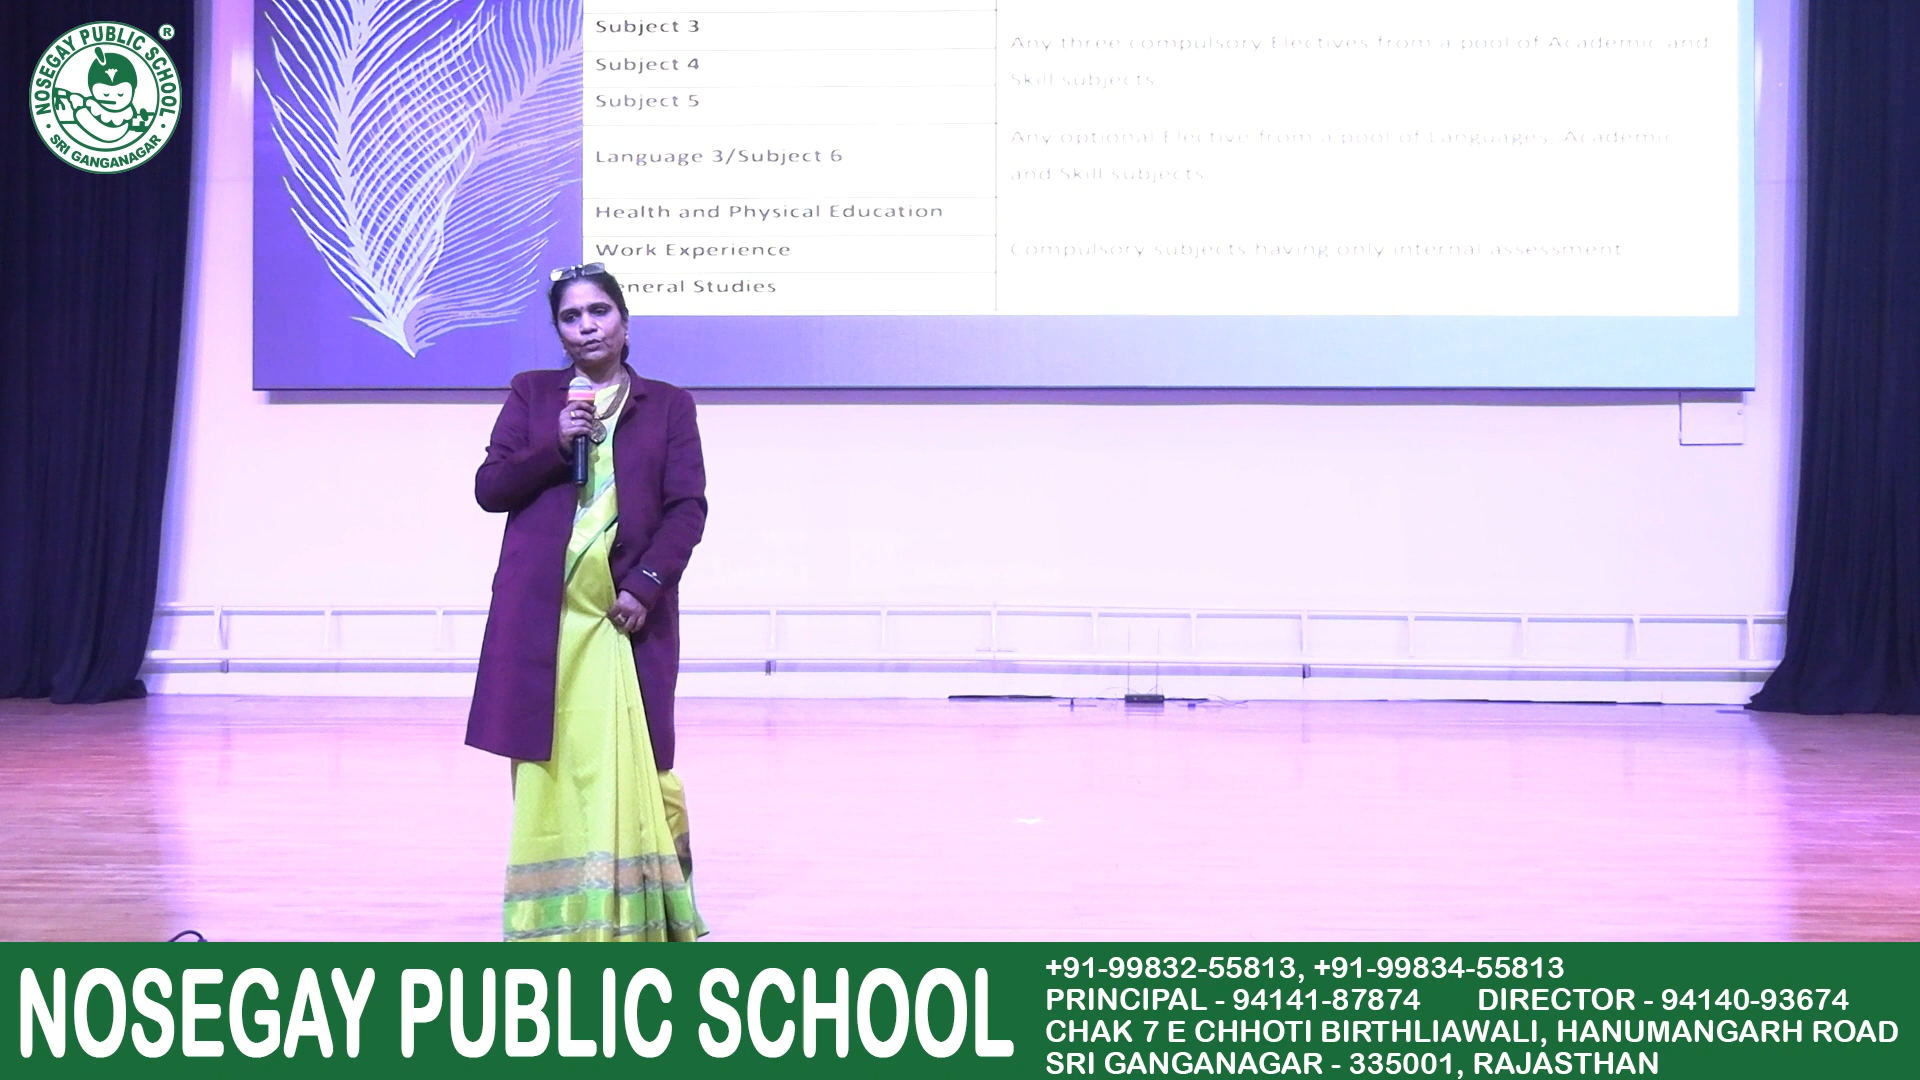 NOSEGAY PUBLIC SCHOOL
®
SRI GANGANAGAR
Subject 3
Subject 4
Subject 5
Any three compulsory Electives from a pool of Academic and
Skill subjects
Language 3/Subject 6
Any optional Elective from a pool of Languages, Academic
and Skill subjects
Health and Physical Education
Work Experience
Compulsory subjects having only internal assessment
eneral Studies
NOSEGAY PUBLIC SCHOOL
+91-99832-55813, +91-99834-55813
PRINCIPAL - 94141-87874 DIRECTOR - 94140-93674
CHAK 7 E CHHOTI BIRTHLIAWALI, HANUMANGARH ROAD
SRI GANGANAGAR - 335001, RAJASTHAN